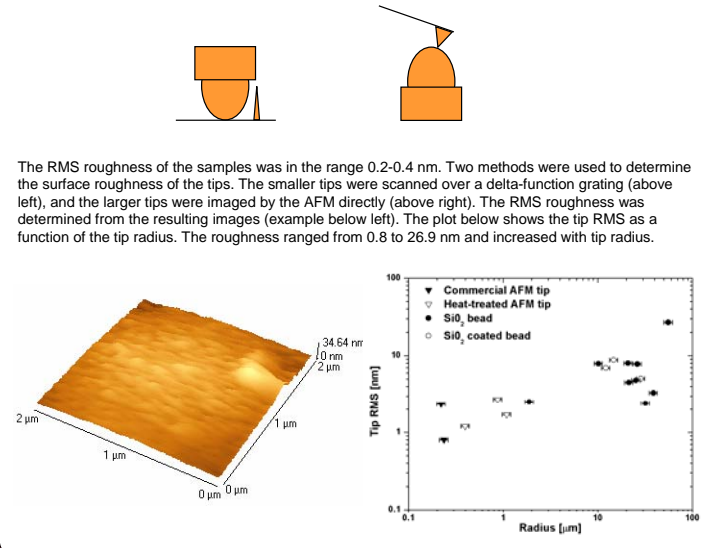 The RMS roughness of the samples was in the range 0.2-0.4 nm. Two methods were used to determine
the surface roughness of the tips. The smaller tips were scanned over a delta-function grating (above
left), and the larger tips were imaged by the AFM directly (above right). The RMS roughness was
determined from the resulting images (example below left). The plot below shows the tip RMS as a
function of the tip radius. The roughness ranged from 0.8 to 26.9 nm and increased with tip radius.
34.64 nm
0 nm
2 µm
2 µm
1 µm
1 µm
0 µm
0 µm
100
Commercial AFM tip
Heat-treated AFM tip
Si0₂ bead
Si0₂ coated bead
10
Tip RMS [nm]
1
0.1
0.1
1
10
100
Radius [µm]